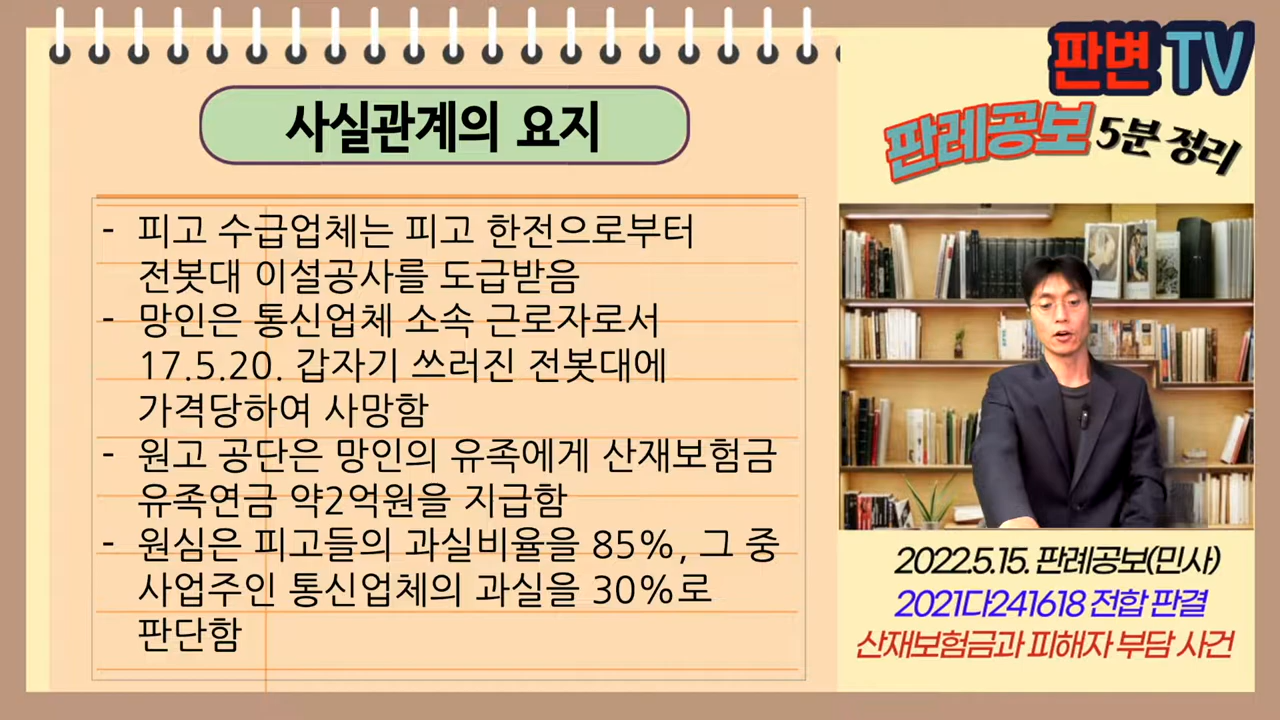 사실관계의 요지
- 피고 수급업체는 피고 한전으로부터
전봇대 이설공사를 도급받음
- 망인은 통신업체 소속 근로자로서
17.5.20. 갑자기 쓰러진 전봇대에
가격당하여 사망함
- 원고 공단은 망인의 유족에게 산재보험금
유족연금 약2억원을 지급함
- 원심은 피고들의 과실비율을 85%, 그 중
사업주인 통신업체의 과실을 30%로
판단함
판변 TV
판례공보 5분 정리
2022.5.15. 판례공보(민사)
2021다241618 전합 판결
산재보험금과 피해자 부담 사건